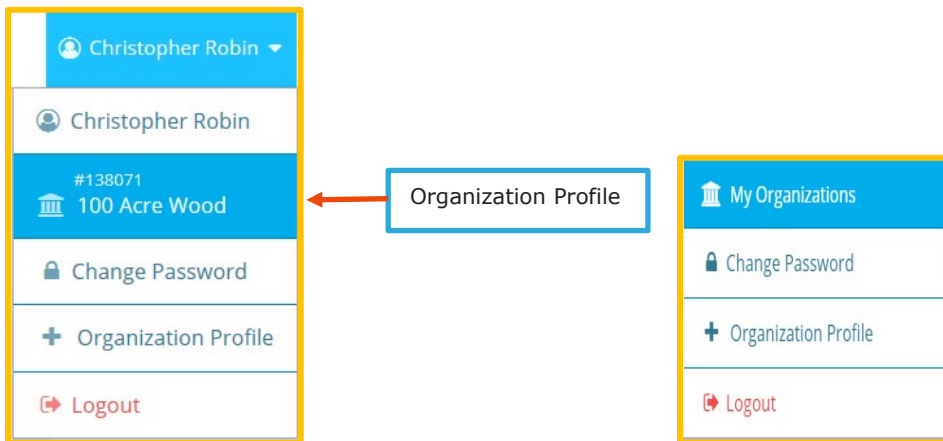 Christopher Robin
Christopher Robin
#138071
100 Acre Wood
Change Password
Organization Profile
Logout
Organization Profile
My Organizations
Change Password
Organization Profile
Logout